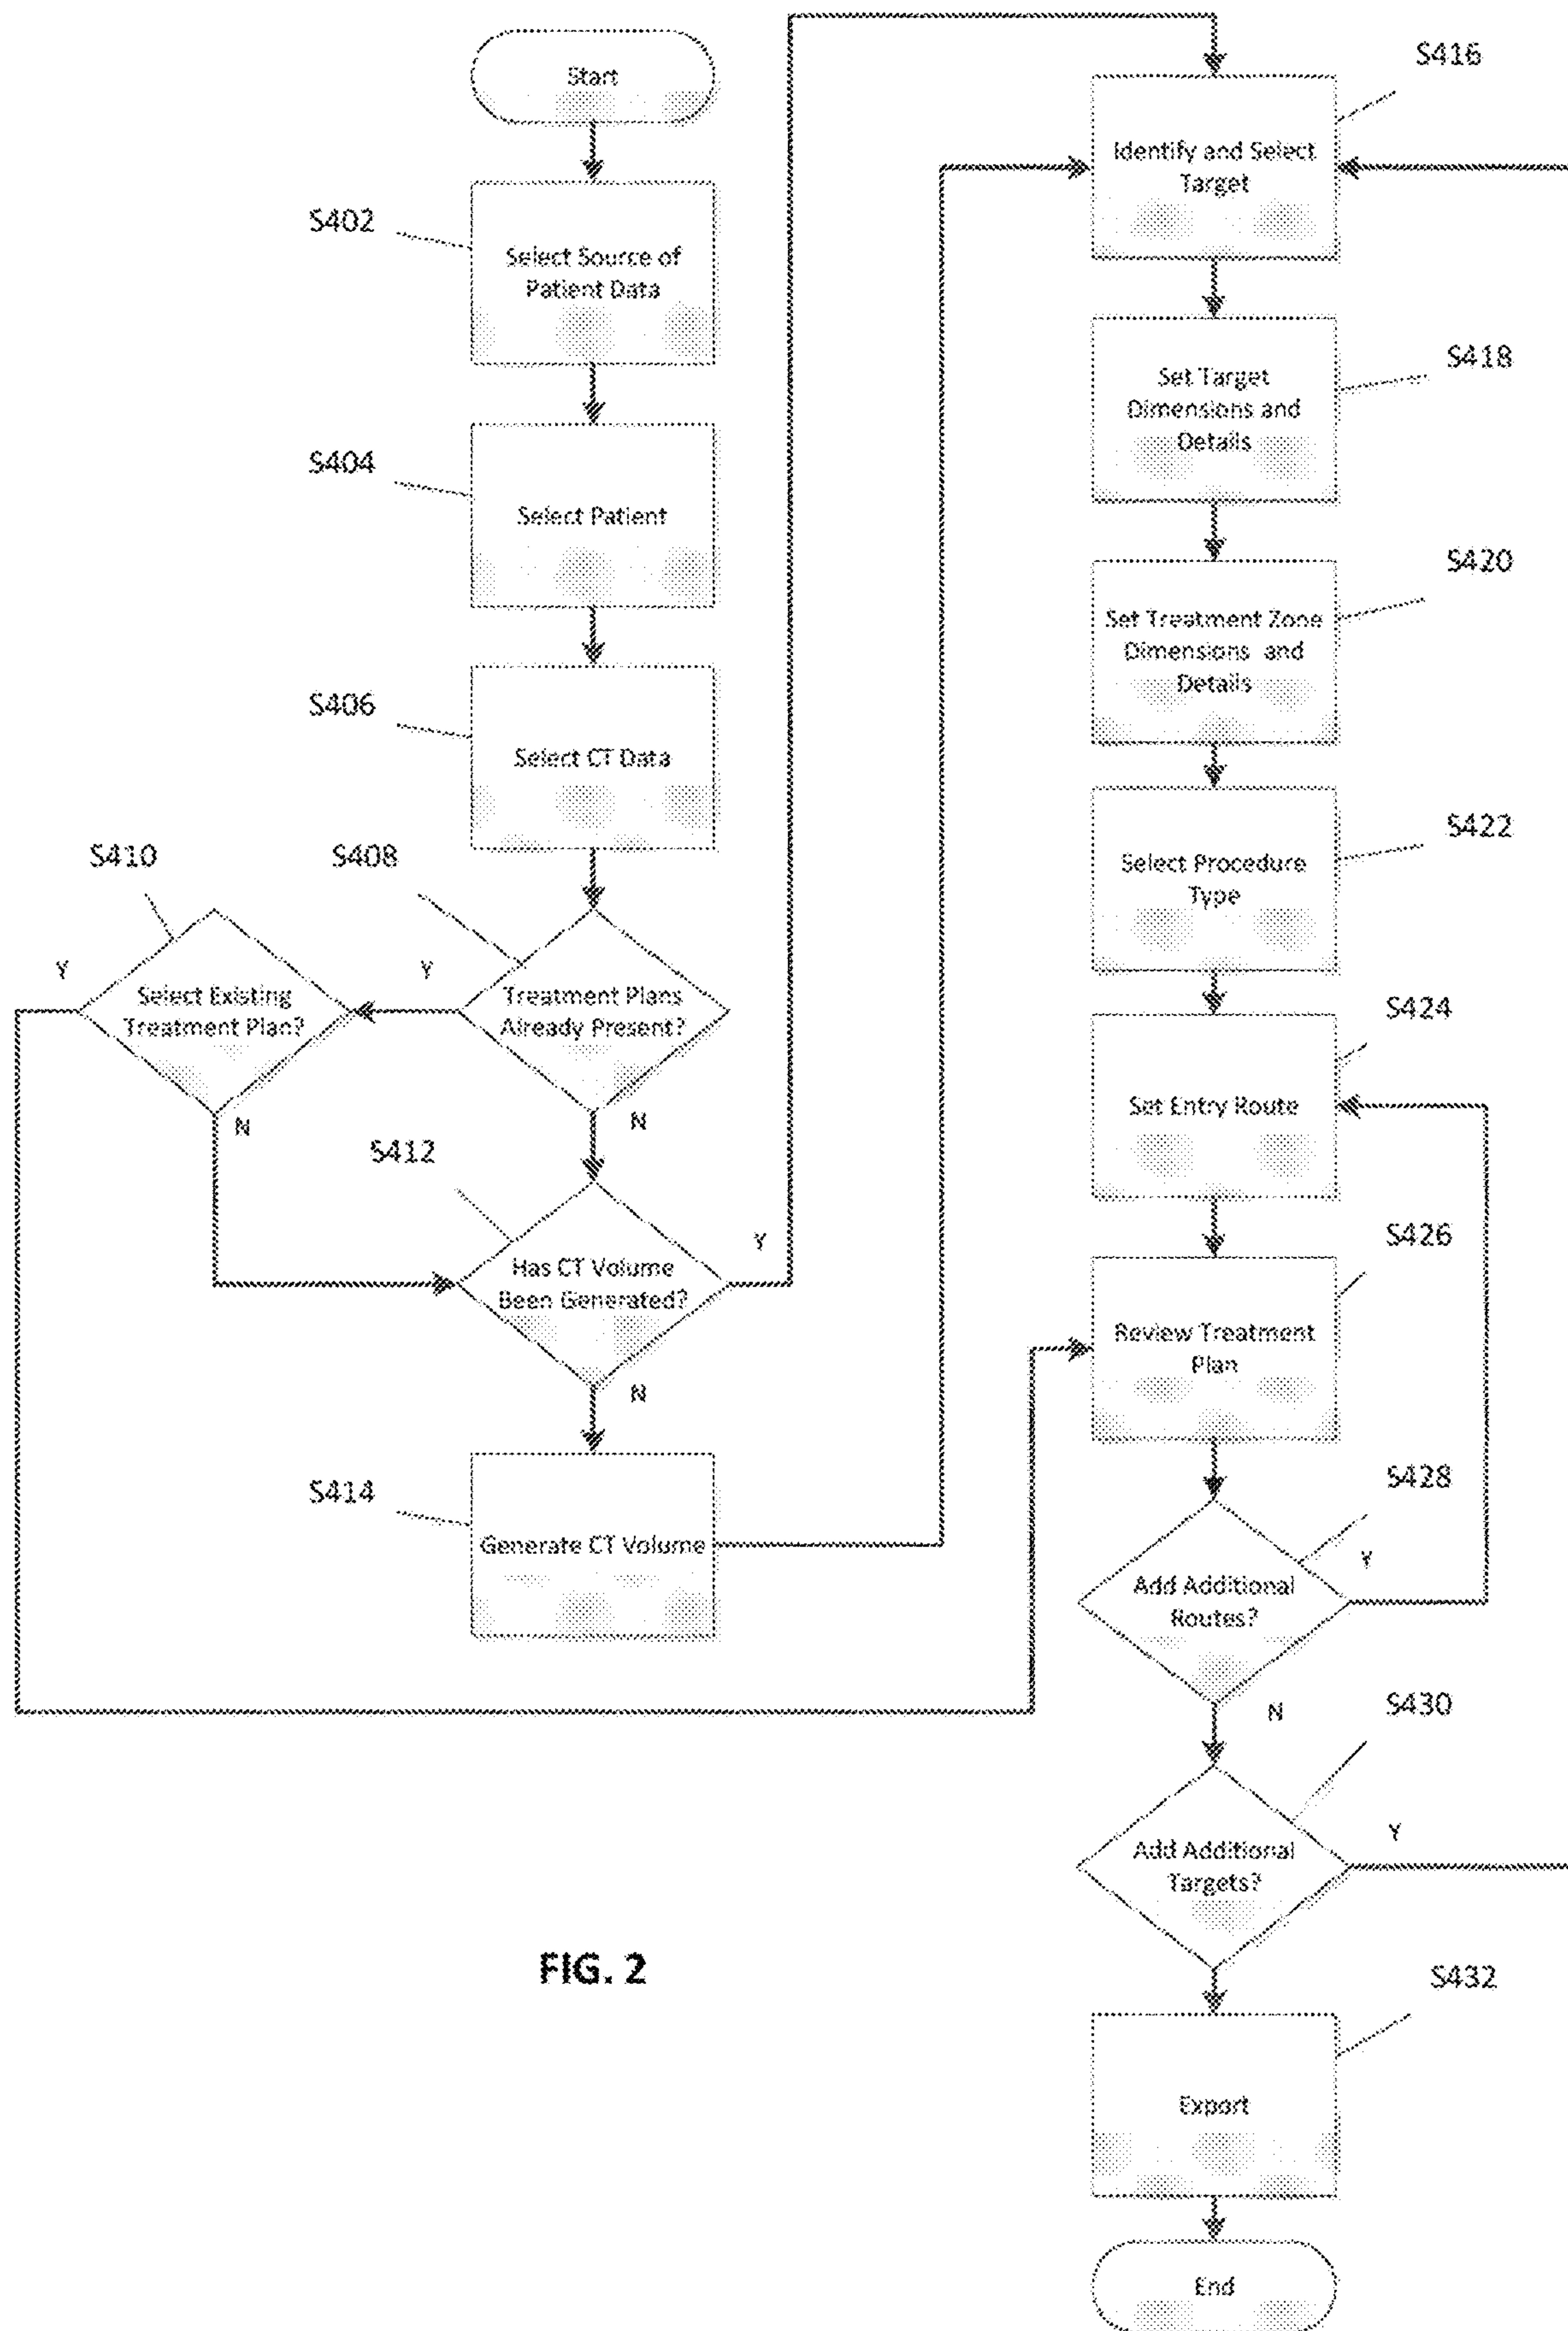 Start
S402
Select Source of
Patient Data
S404
Select Patient
S406
Select CT Data
S410
S408
Y
Select Existing
Treatment Plan?
N
Y
Treatment Plans
Already Present?
N
S412
Has CT Volume
Been Generated?
Y
N
S414
Generate CT Volume
S416
Identify and Select
Target
S418
Set Target
Dimensions and
Details
S420
Set Treatment Zone
Dimensions and
Details
S422
Select Procedure
Type
S424
Set Entry Route
S426
Review Treatment
Plan
S428
Add Additional
Routes?
Y
N
S430
Add Additional
Targets?
Y
S432
Export
End
FIG. 2